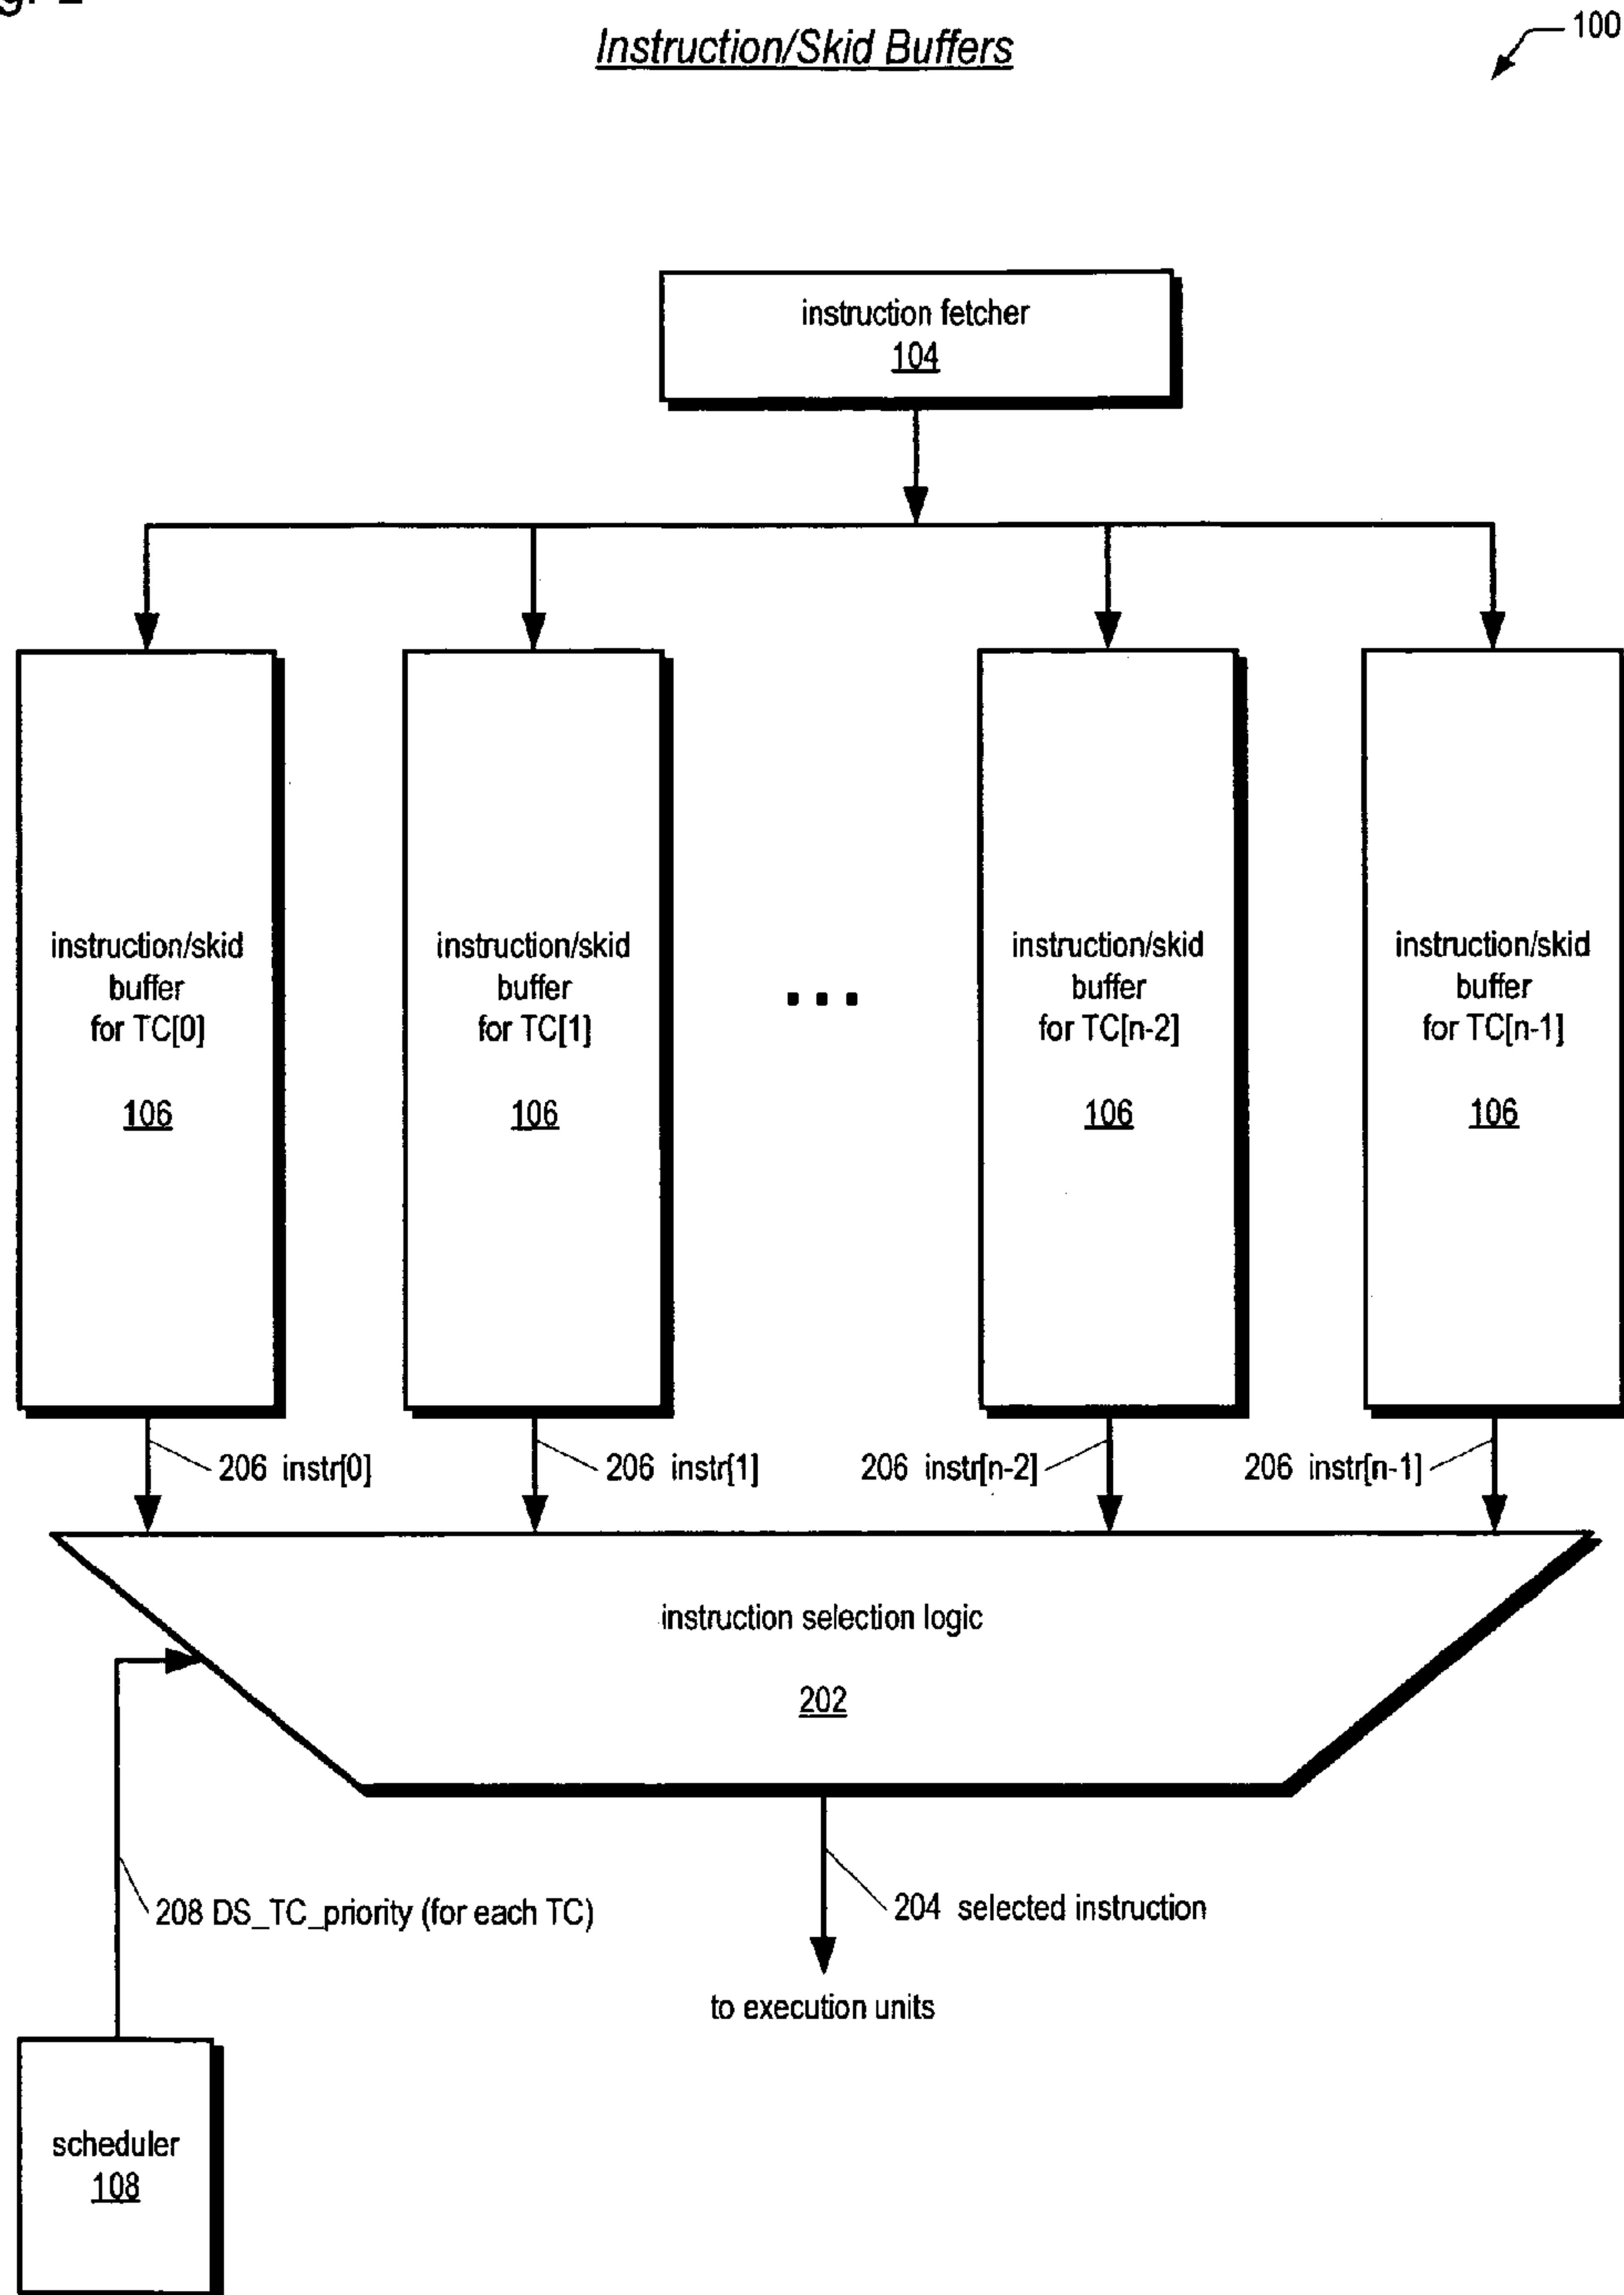 Instruction/Skid Buffers
100
instruction fetcher
104
instruction/skid
buffer
for TC[0]
106
instruction/skid
buffer
for TC[1]
106
...
instruction/skid
buffer
for TC[n-2]
106
instruction/skid
buffer
for TC[n-1]
106
206 instr[0]
206 instr[1]
206 instr[n-2]
206 instr[n-1]
instruction selection logic
202
208 DS_TC_priority (for each TC)
204 selected instruction
to execution units
scheduler
108